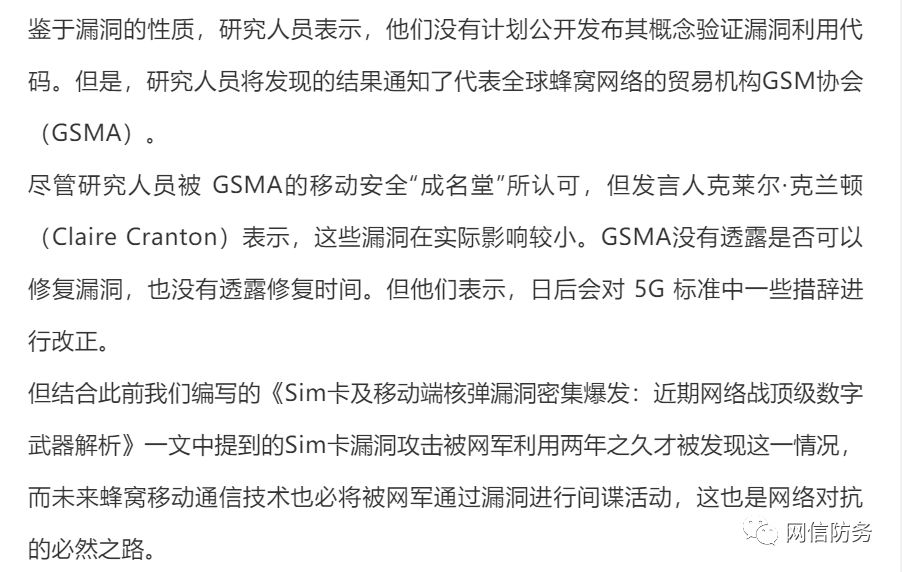 鉴于漏洞的性质，研究人员表示，他们没有计划公开发布其概念验证漏洞利用代
码。但是，研究人员将发现的结果通知了代表全球蜂窝网络的贸易机构GSM协会
（GSMA）。
尽管研究人员被 GSMA的移动安全“成名堂”所认可，但发言人克莱尔·克兰顿
（Claire Cranton）表示，这些漏洞在实际影响较小。GSMA没有透露是否可以
修复漏洞，也没有透露修复时间。但他们表示，日后会对 5G 标准中一些措辞进
行改正。
但结合此前我们编写的《Sim卡及移动端核弹漏洞密集爆发：近期网络战顶级数字
武器解析》一文中提到的Sim卡漏洞攻击被网军利用两年之久才被发现这一情况，
而未来蜂窝移动通信技术也必将被网军通过漏洞进行间谍活动，这也是网络对抗
的必然之路。
网信防务